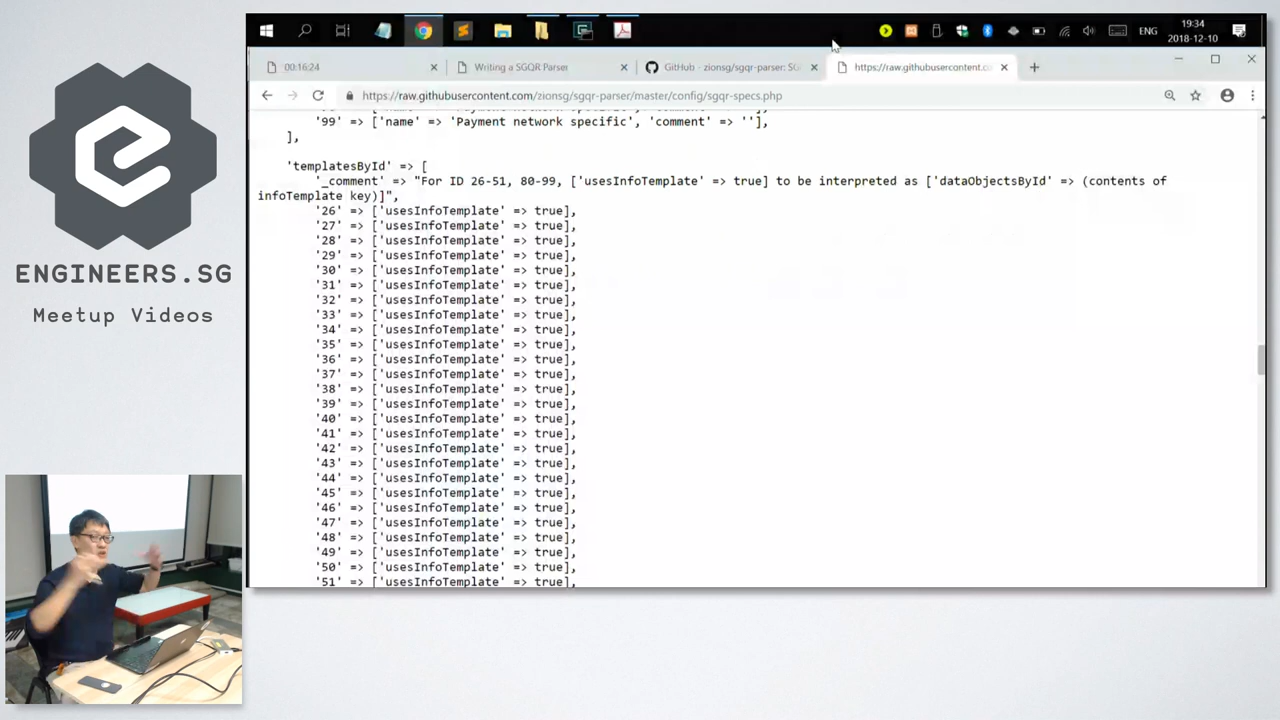 19:34
ENG
2018-12-10
00:16:24
Writing a SGQR Parser
GitHub - zionsg/sgqr-parser: SG
https://raw.githubusercontent.co
https://raw.githubusercontent.com/zionsg/sgqr-parser/master/config/sgqr-specs.php
'99' => ['name' => 'Payment network specific', 'comment' => ''],
],
'templatesById' => [
'_comment' => "For ID 26-51, 80-99, ['usesInfoTemplate' => true] to be interpreted as ['dataObjectsById' => (contents of
infoTemplate key)]",
'26' => ['usesInfoTemplate' => true],
'27' => ['usesInfoTemplate' => true],
'28' => ['usesInfoTemplate' => true],
'29' => ['usesInfoTemplate' => true],
'30' => ['usesInfoTemplate' => true],
'31' => ['usesInfoTemplate' => true],
'32' => ['usesInfoTemplate' => true],
'33' => ['usesInfoTemplate' => true],
'34' => ['usesInfoTemplate' => true],
'35' => ['usesInfoTemplate' => true],
'36' => ['usesInfoTemplate' => true],
'37' => ['usesInfoTemplate' => true],
'38' => ['usesInfoTemplate' => true],
'39' => ['usesInfoTemplate' => true],
'40' => ['usesInfoTemplate' => true],
'41' => ['usesInfoTemplate' => true],
'42' => ['usesInfoTemplate' => true],
'43' => ['usesInfoTemplate' => true],
'44' => ['usesInfoTemplate' => true],
'45' => ['usesInfoTemplate' => true],
'46' => ['usesInfoTemplate' => true],
'47' => ['usesInfoTemplate' => true],
'48' => ['usesInfoTemplate' => true],
'49' => ['usesInfoTemplate' => true],
'50' => ['usesInfoTemplate' => true],
'51' => ['usesInfoTemplate' => true],
ENGINEERS.SG
Meetup Videos